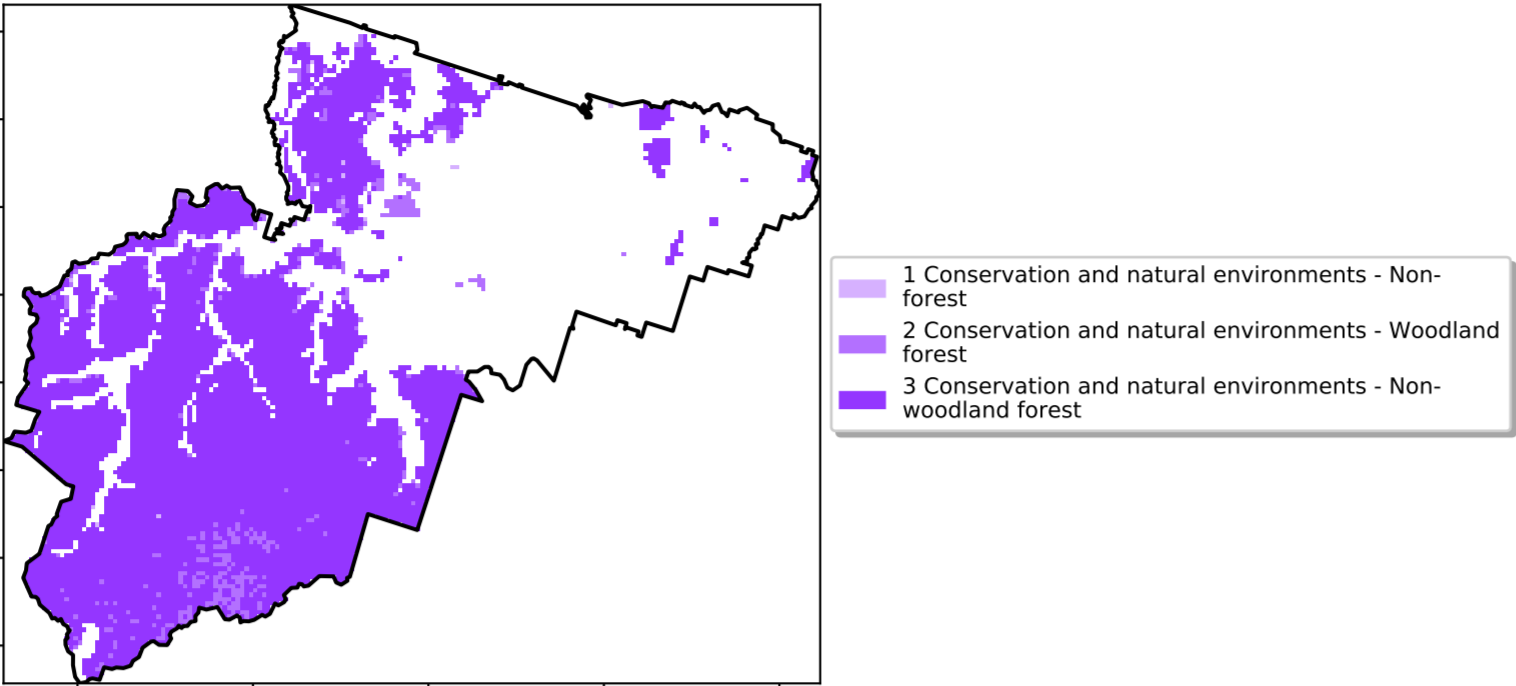 1 Conservation and natural environments - Non-
forest
2 Conservation and natural environments - Woodland
forest
3 Conservation and natural environments - Non-
woodland forest